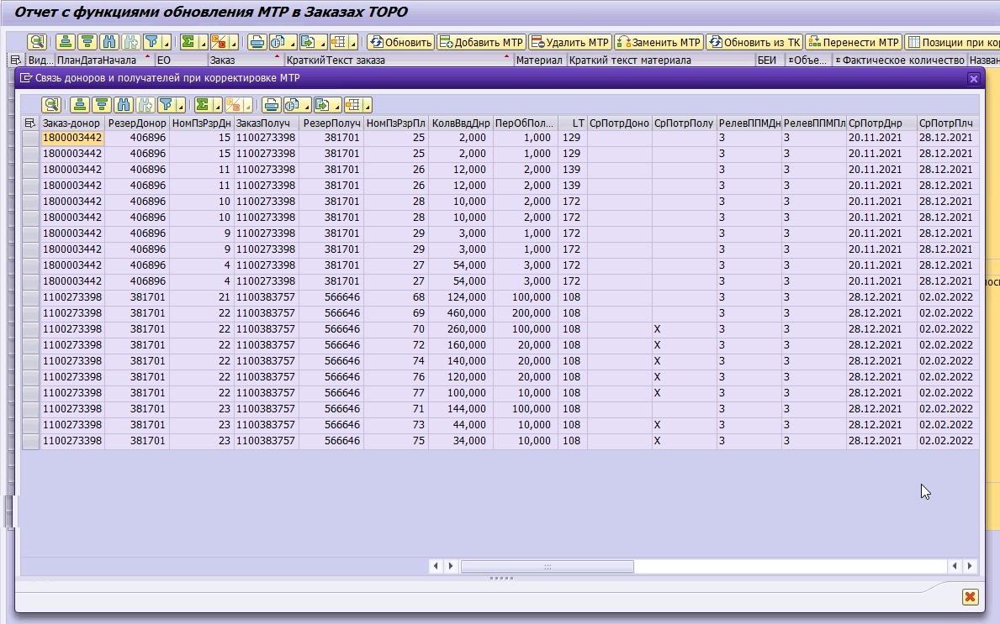 Отчет с функциями обновления МТР в Заказах ТОРО
Обновить Добавить МТР Удалить МТР Заменить МТР Обновить из ТК Перенести МТР Позиции при кор
Вид... ПланДатаНачала ЕО Заказ КраткийТекст заказа Материал Краткий текст материала БЕИ Объе... Фактическое количество Назван
Связь доноров и получателей при корректировке МТР
Заказ-донор РезерДонор НомПзРзрДн ЗаказПолуч РезерПолуч НомПзРзрПл КолвВвдДнр ПерОбПол... LT СрПотрДоно СрПотрПолу РелевППМДн РелевППМПл СрПотрДнр СрПотрПлч
1800003442 406896 15 1100273398 381701 25 2,000 1,000 129 3 3 20.11.2021 28.12.2021
1800003442 406896 15 1100273398 381701 25 2,000 1,000 129 3 3 20.11.2021 28.12.2021
1800003442 406896 11 1100273398 381701 26 12,000 2,000 139 3 3 20.11.2021 28.12.2021
1800003442 406896 11 1100273398 381701 26 12,000 2,000 139 3 3 20.11.2021 28.12.2021
1800003442 406896 10 1100273398 381701 28 10,000 2,000 172 3 3 20.11.2021 28.12.2021
1800003442 406896 10 1100273398 381701 28 10,000 2,000 172 3 3 20.11.2021 28.12.2021
1800003442 406896 9 1100273398 381701 29 3,000 1,000 172 3 3 20.11.2021 28.12.2021
1800003442 406896 9 1100273398 381701 29 3,000 1,000 172 3 3 20.11.2021 28.12.2021
1800003442 406896 4 1100273398 381701 27 54,000 3,000 172 3 3 20.11.2021 28.12.2021
1800003442 406896 4 1100273398 381701 27 54,000 3,000 172 3 3 20.11.2021 28.12.2021
1100273398 381701 21 1100383757 566646 68 124,000 100,000 108 3 3 28.12.2021 02.02.2022
1100273398 381701 22 1100383757 566646 69 460,000 200,000 108 3 3 28.12.2021 02.02.2022
1100273398 381701 22 1100383757 566646 70 260,000 100,000 108 X 3 3 28.12.2021 02.02.2022
1100273398 381701 22 1100383757 566646 72 160,000 20,000 108 X 3 3 28.12.2021 02.02.2022
1100273398 381701 22 1100383757 566646 74 140,000 20,000 108 X 3 3 28.12.2021 02.02.2022
1100273398 381701 22 1100383757 566646 76 120,000 20,000 108 X 3 3 28.12.2021 02.02.2022
1100273398 381701 22 1100383757 566646 77 100,000 10,000 108 X 3 3 28.12.2021 02.02.2022
1100273398 381701 23 1100383757 566646 71 144,000 100,000 108 3 3 28.12.2021 02.02.2022
1100273398 381701 23 1100383757 566646 73 44,000 10,000 108 X 3 3 28.12.2021 02.02.2022
1100273398 381701 23 1100383757 566646 75 34,000 10,000 108 X 3 3 28.12.2021 02.02.2022